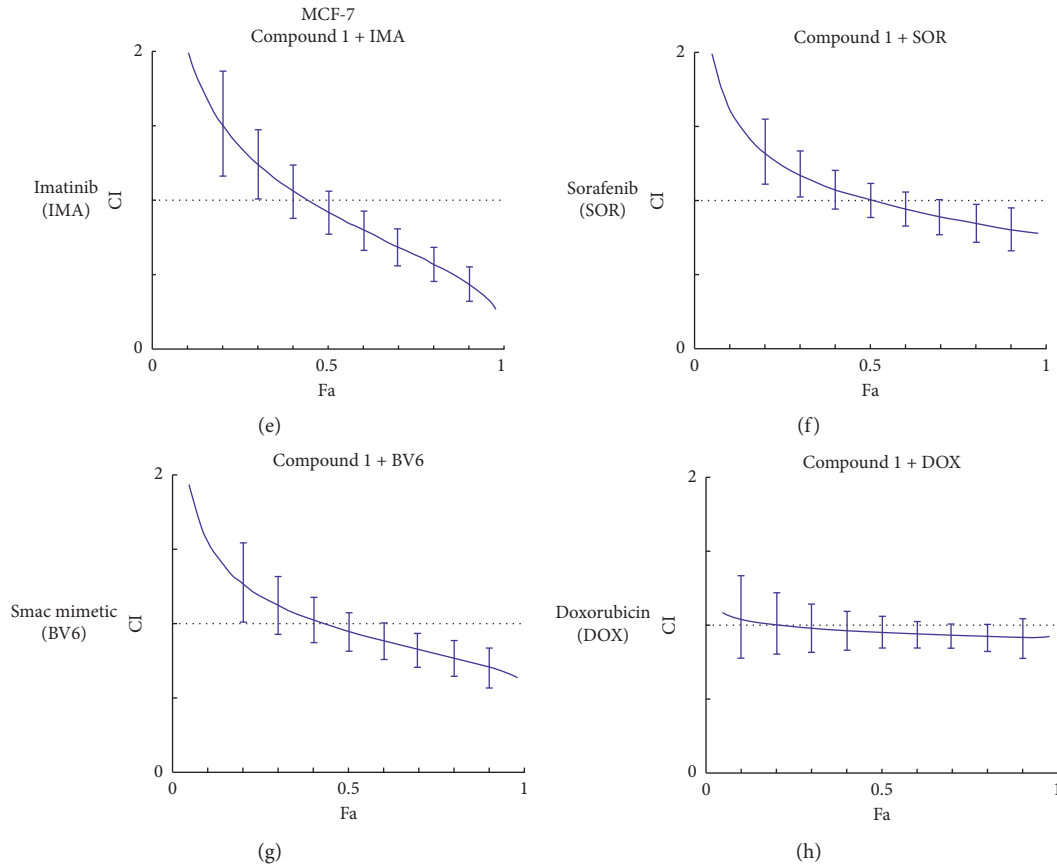 MCF-7
Compound 1 + IMA
2
Imatinib
(IMA)
CI
0
0
0.5
1
Fa
(e)
Compound 1 + SOR
2
Sorafenib
(SOR)
CI
0
0
0.5
1
Fa
(f)
Compound 1 + BV6
2
Smac mimetic
(BV6)
CI
0
0
0.5
1
Fa
(g)
Compound 1 + DOX
2
Doxorubicin
(DOX)
CI
0
0
0.5
1
Fa
(h)